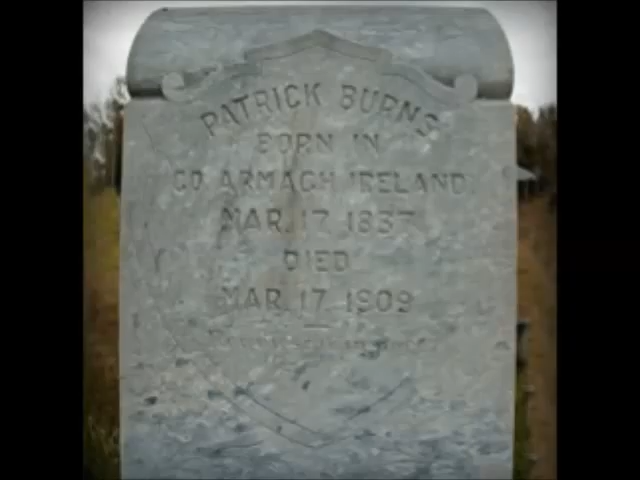 PATRICK BURNS
BORN IN
CO. ARMAGH IRELAND.
MAR. 17. 1837
DIED
MAR. 17. 1909